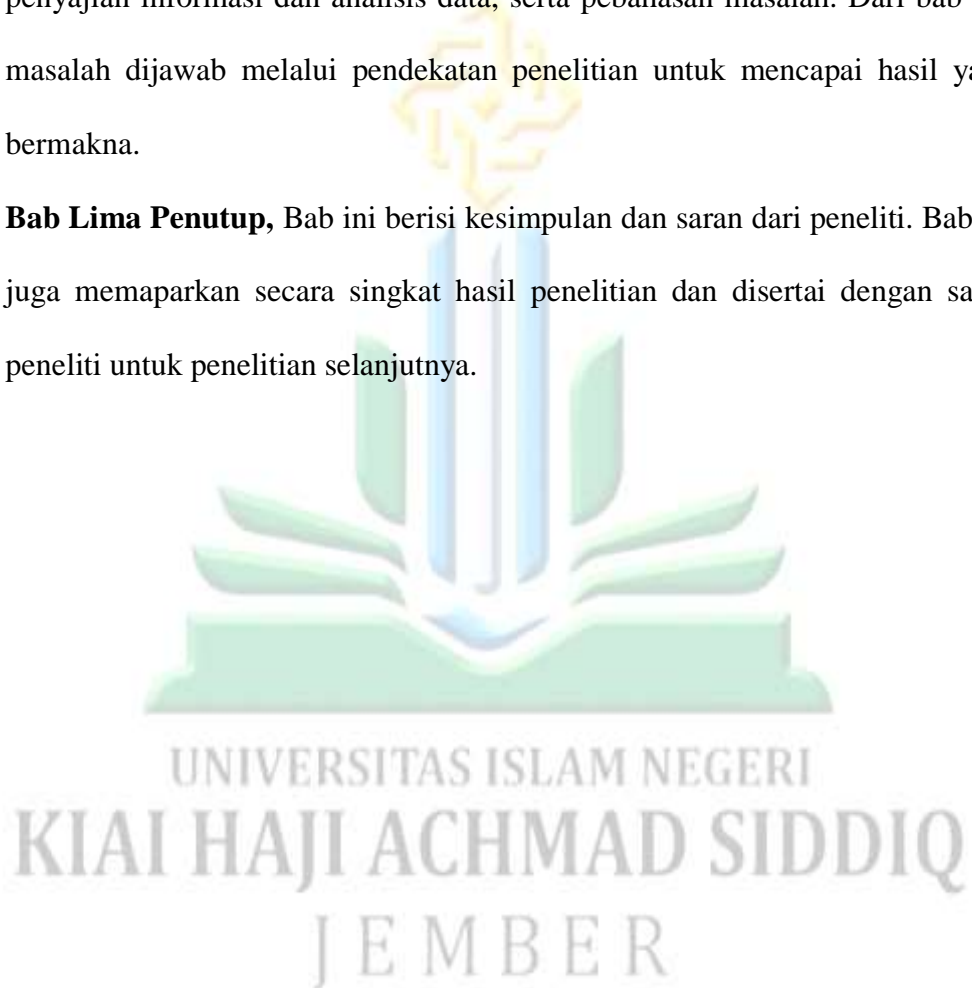 penyajian informasi dan analisis data, serta pebahasan masalah. Dari bab
masalah dijawab melalui pendekatan penelitian untuk mencapai hasil
bermakna.
Bab Lima Penutup, Bab ini berisi kesimpulan dan saran dari peneliti. Bab
juga memaparkan secara singkat hasil penelitian dan disertai dengan
peneliti untuk penelitian selanjutnya.
UNIVERSITAS ISLAM NEGERI
KIAI HAJI ACHMAD SIDDIQ
JEMBER